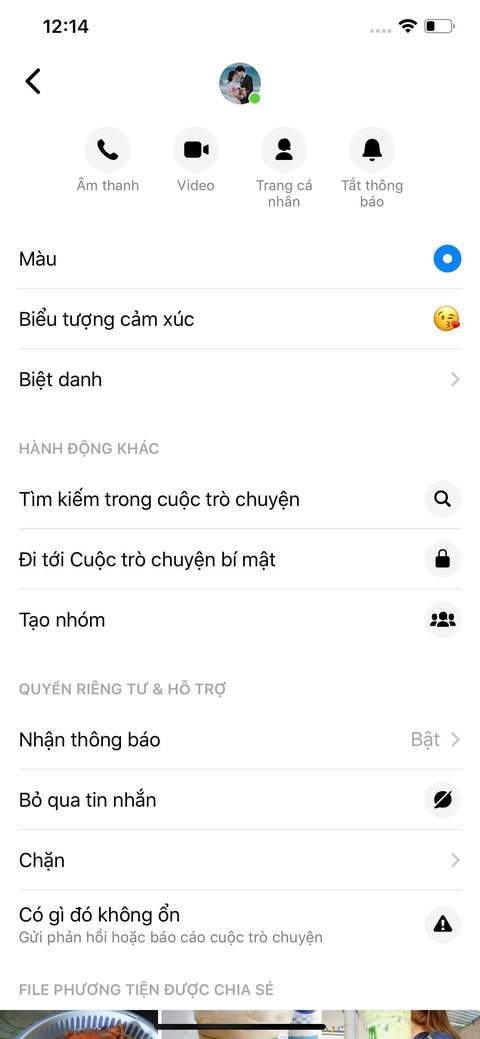 12:14
Âm thanh
Video
Trang cá
nhân
Tắt thông
báo
Màu
Biểu tượng cảm xúc
Biệt danh
HÀNH ĐỘNG KHÁC
Tìm kiếm trong cuộc trò chuyện
Đi tới Cuộc trò chuyện bí mật
Tạo nhóm
QUYỀN RIÊNG TƯ & HỖ TRỢ
Nhận thông báo Bật
Bỏ qua tin nhắn
Chặn
Có gì đó không ổn
Gửi phản hồi hoặc báo cáo cuộc trò chuyện
FILE PHƯƠNG TIỆN ĐƯỢC CHIA SẺ